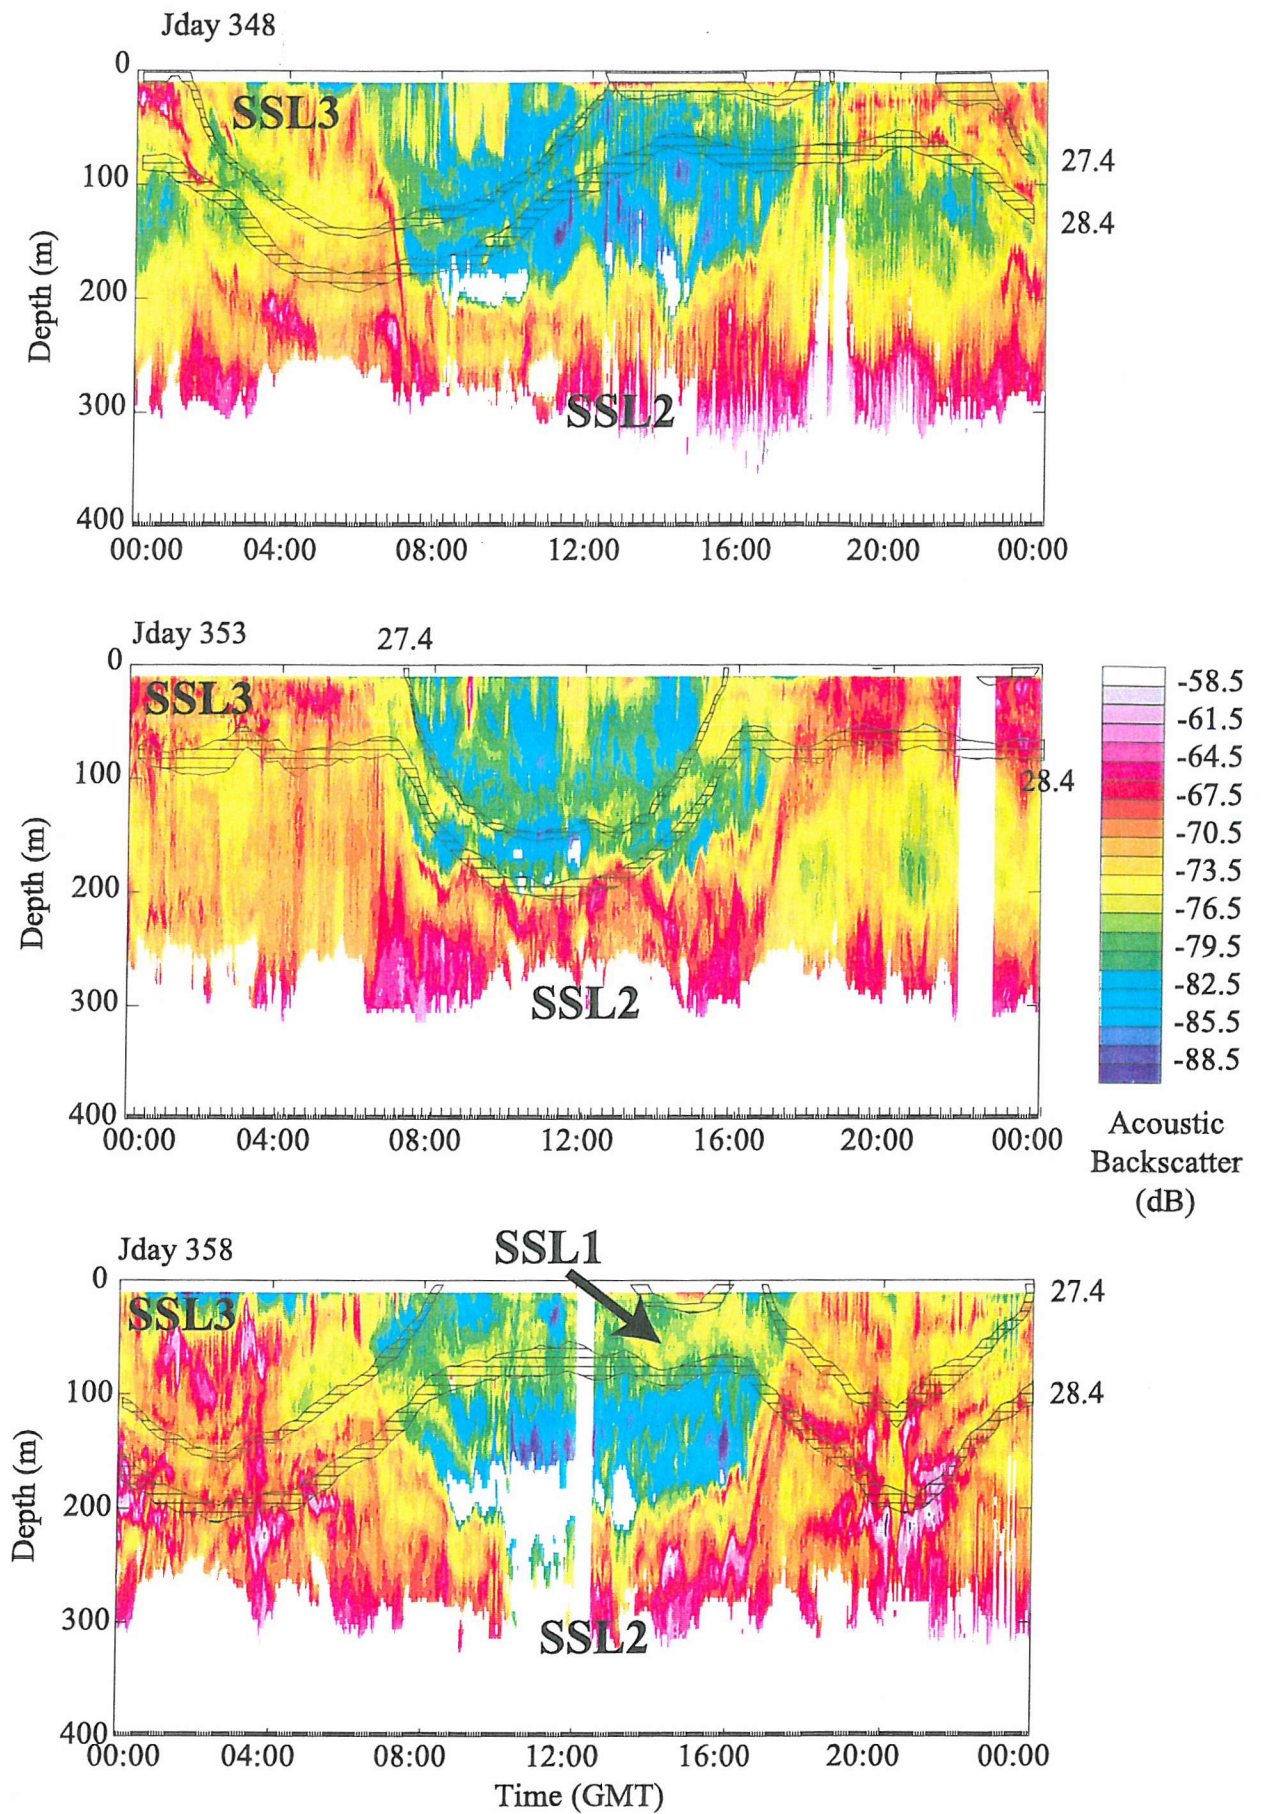 Jday 348
0
SSL3
100
27.4
28.4
200
Depth (m)
300
SSL2
400
00:00 04:00 08:00 12:00 16:00 20:00 00:00
Jday 353 27.4
0
SSL3
100
28.4
200
Depth (m)
300
SSL2
400
00:00 04:00 08:00 12:00 16:00 20:00 00:00
-58.5
-61.5
-64.5
-67.5
-70.5
-73.5
-76.5
-79.5
-82.5
-85.5
-88.5
Acoustic
Backscatter
(dB)
Jday 358
SSL1
0
27.4
SSL3
100
28.4
200
Depth (m)
300
SSL2
400
00:00 04:00 08:00 12:00 16:00 20:00 00:00
Time (GMT)